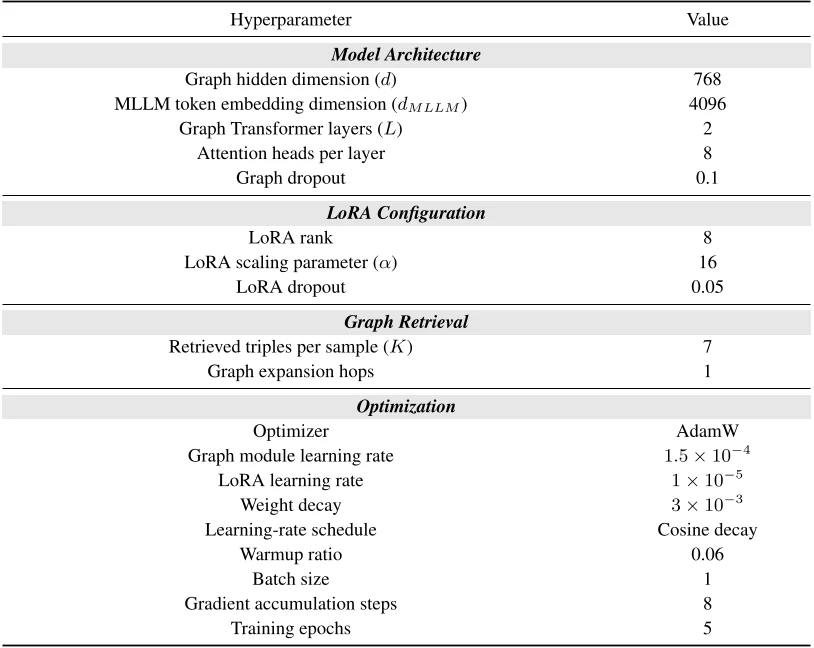 Hyperparameter Value
Model Architecture
Graph hidden dimension (d) 768
MLLM token embedding dimension (d_{MLLM}) 4096
Graph Transformer layers (L) 2
Attention heads per layer 8
Graph dropout 0.1
LoRA Configuration
LoRA rank 8
LoRA scaling parameter (α) 16
LoRA dropout 0.05
Graph Retrieval
Retrieved triples per sample (K) 7
Graph expansion hops 1
Optimization
Optimizer AdamW
Graph module learning rate 1.5 × 10⁻⁴
LoRA learning rate 1 × 10⁻⁵
Weight decay 3 × 10⁻³
Learning-rate schedule Cosine decay
Warmup ratio 0.06
Batch size 1
Gradient accumulation steps 8
Training epochs 5